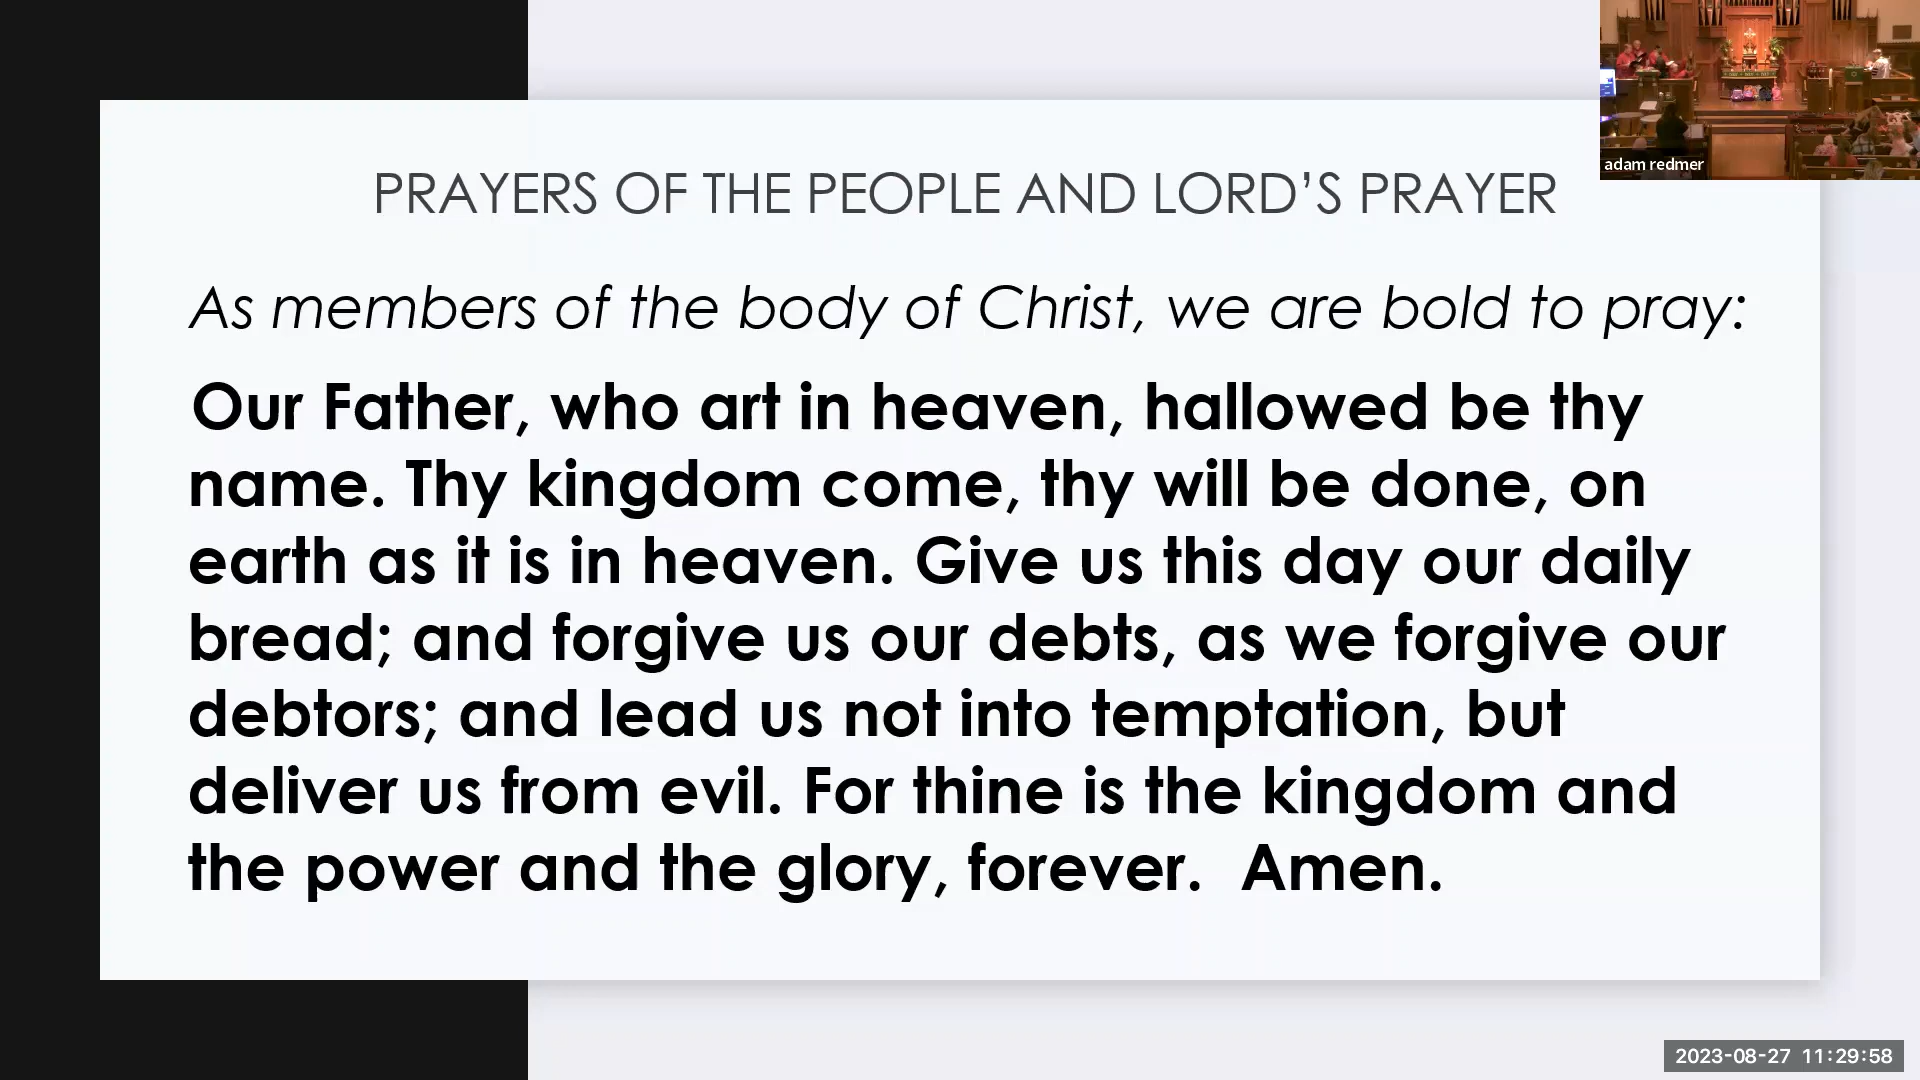 adam redmer
PRAYERS OF THE PEOPLE AND LORD’S PRAYER
As members of the body of Christ, we are bold to pray:
Our Father, who art in heaven, hallowed be thy
name. Thy kingdom come, thy will be done, on
earth as it is in heaven. Give us this day our daily
bread; and forgive us our debts, as we forgive our
debtors; and lead us not into temptation, but
deliver us from evil. For thine is the kingdom and
the power and the glory, forever.  Amen.
2023-08-27 11:29:58